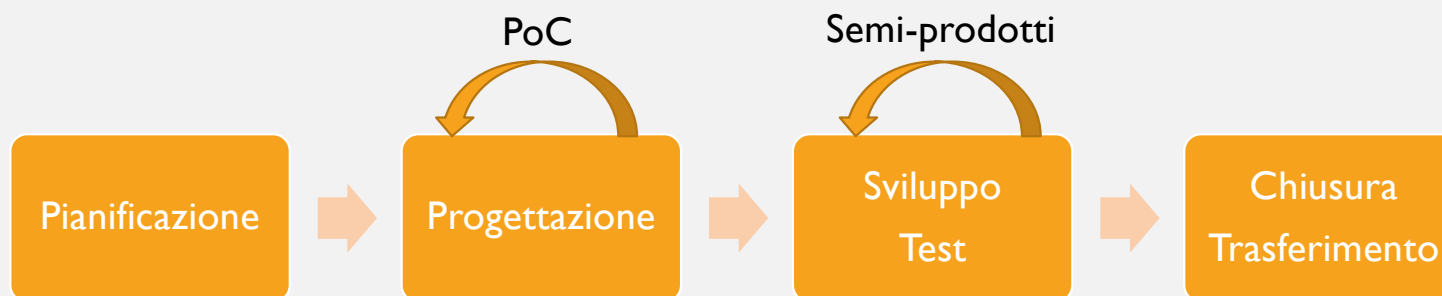 PoC
Semi-prodotti
Pianificazione
Progettazione
Sviluppo
Test
Chiusura
Trasferimento